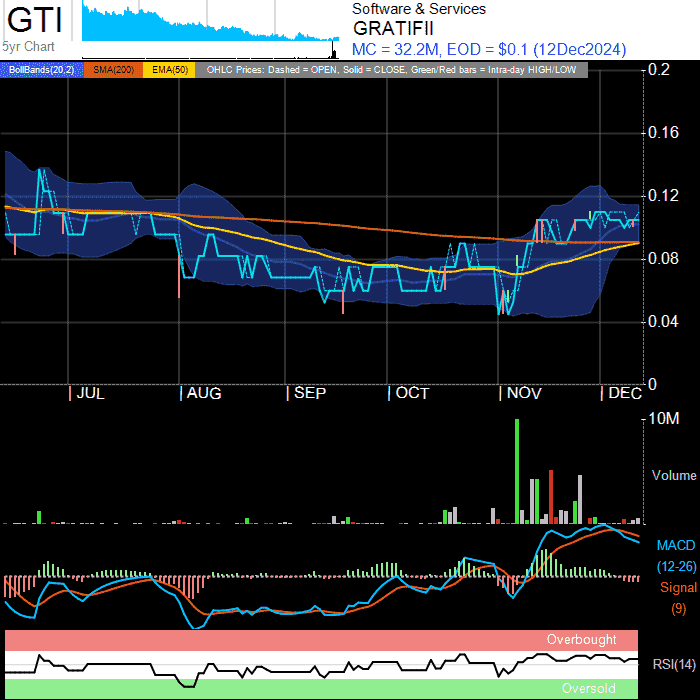 GTI
5yr Chart
Software & Services
GRATIFII
MC = 32.2M, EOD = $0.1 (12Dec2024)
BollBands(20,2) SMA(200) EMA(50) OHLC Prices: Dashed = OPEN, Solid = CLOSE, Green/Red bars = Intra-day HIGH/LOW
0.2
0.16
0.12
0.08
0.04
0
JUL AUG SEP OCT NOV DEC
10M
Volume
MACD
(12-26)
Signal
(9)
Overbought
RSI(14)
Oversold